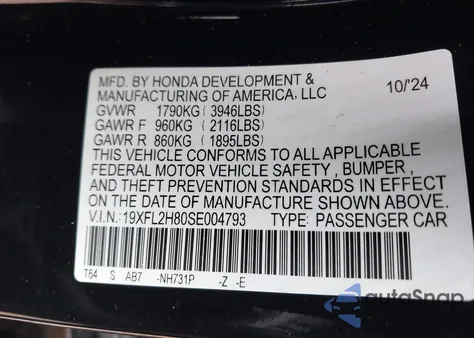 MFD. BY HONDA DEVELOPMENT &
MANUFACTURING OF AMERICA, LLC 10/24
GVWR 1790KG (3946LBS)
GAWR F 960KG (2116LBS)
GAWR R 860KG (1895LBS)
THIS VEHICLE CONFORMS TO ALL APPLICABLE
FEDERAL MOTOR VEHICLE SAFETY , BUMPER ,
AND THEFT PREVENTION STANDARDS IN EFFECT
ON THE DATE OF MANUFACTURE SHOWN ABOVE.
V.I.N.:19XFL2H80SE004793 TYPE: PASSENGER CAR
T64 S AB7 -NH731P -Z -E
autoSnap